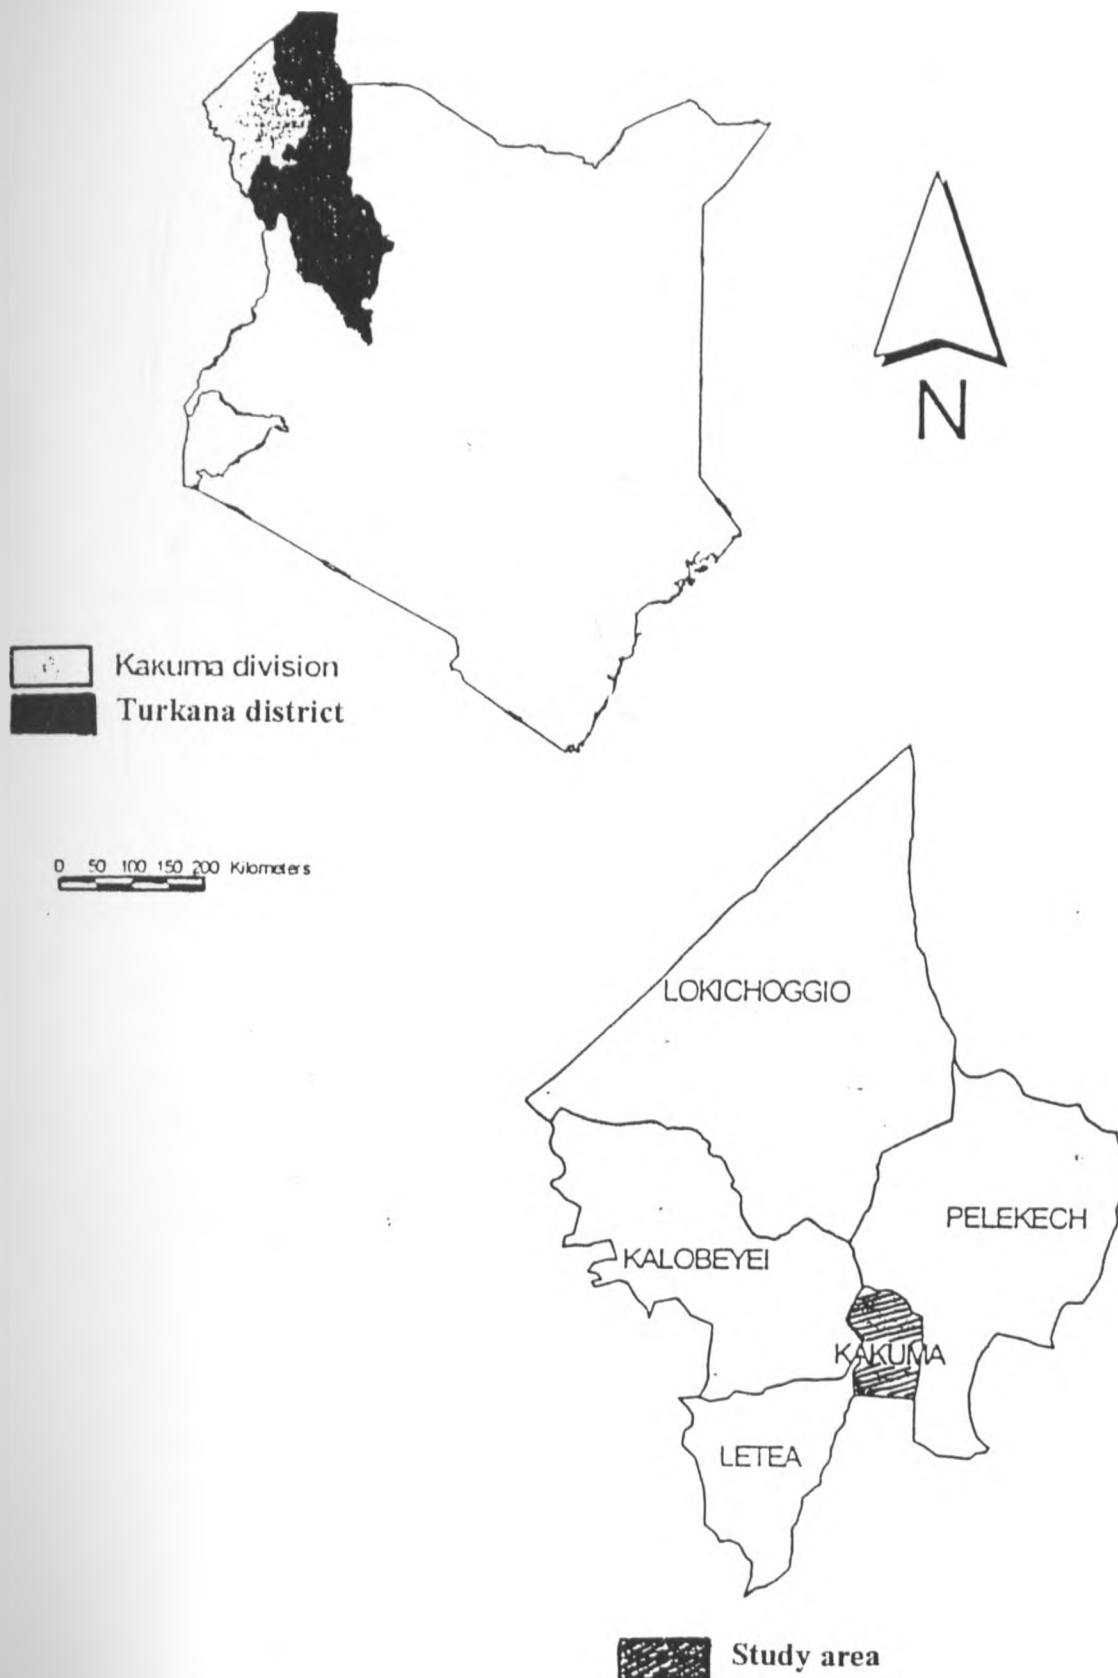 N
Kakuma division
Turkana district
0 50 100 150 200 Kilometers
LOKICHOGGIO
PELEKECH
KALOBEYEI
KAKUMA
LETEA
Study area